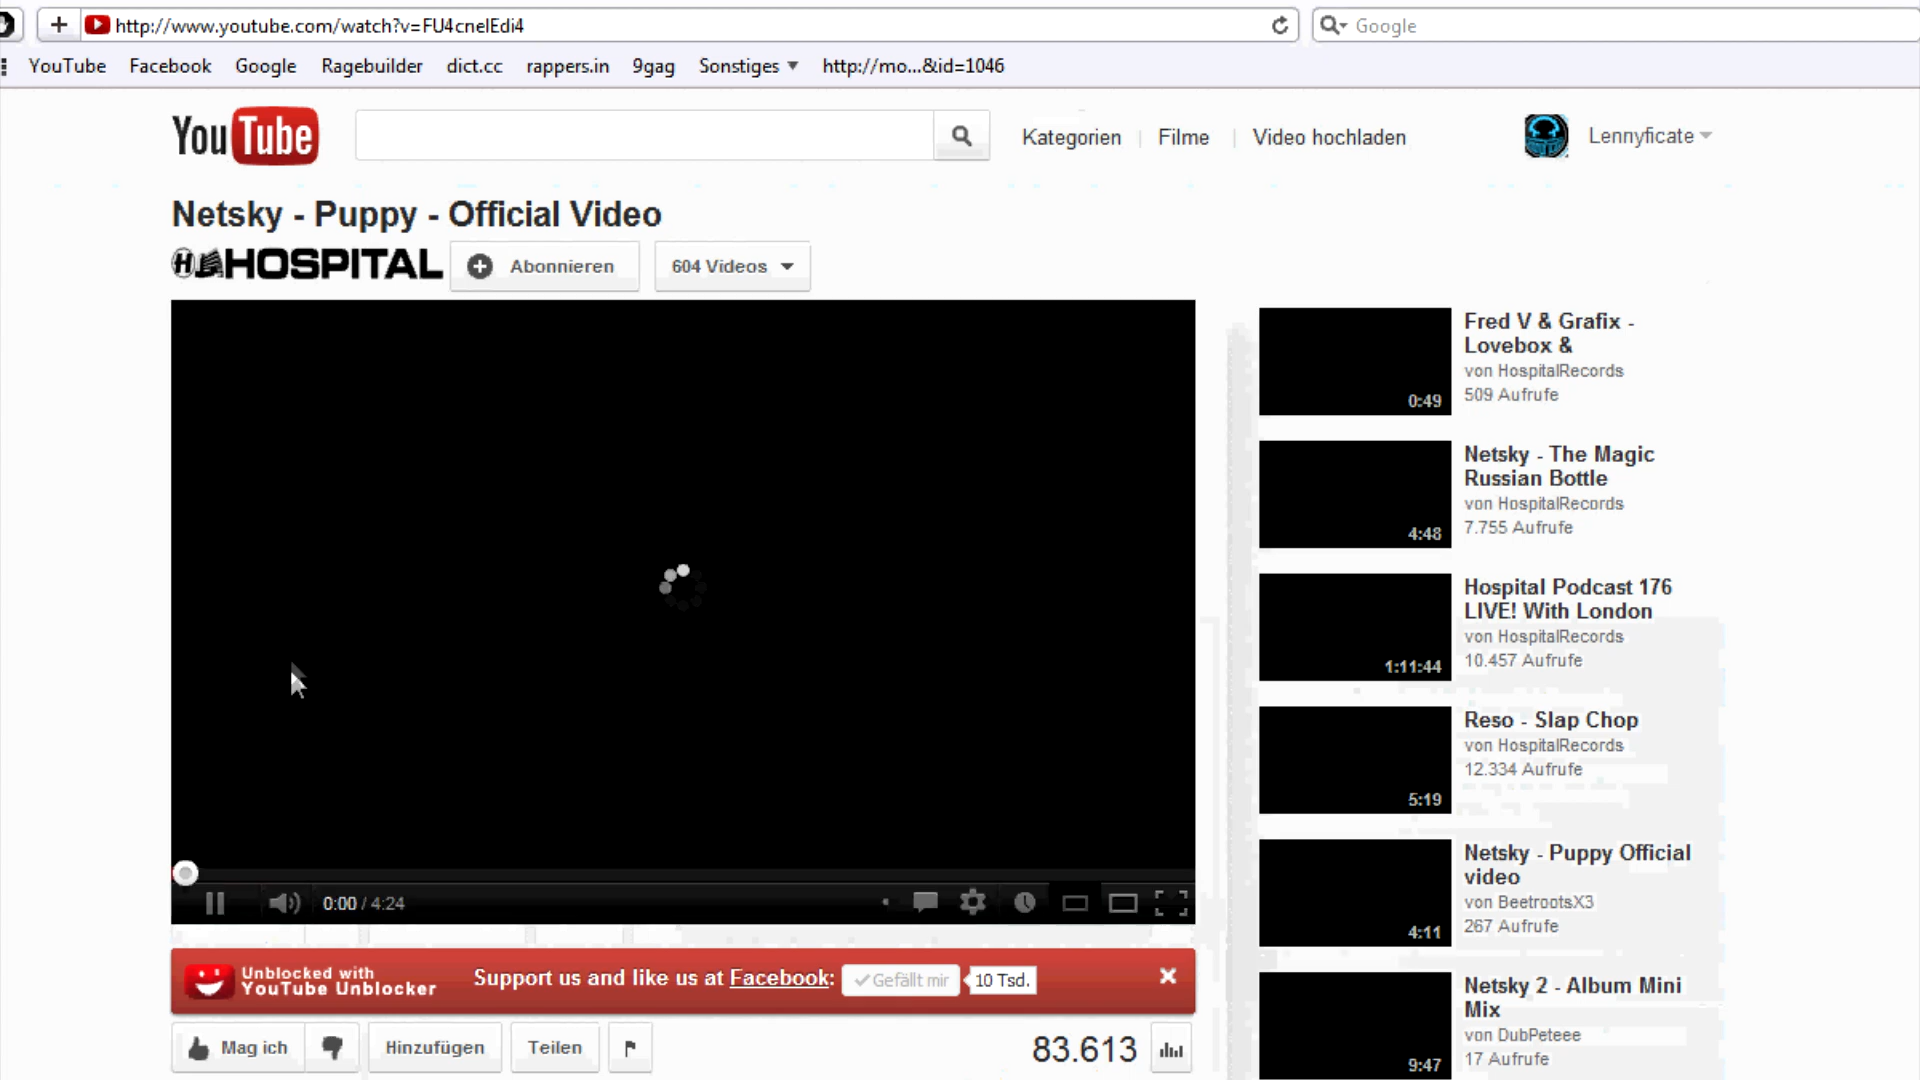 http://www.youtube.com/watch?v=FU4cnelEdi4
Google
YouTube Facebook Google Ragebuilder dict.cc rappers.in 9gag Sonstiges http://mo...&id=1046
YouTube
Kategorien
Filme
Video hochladen
Lennyficate
Netsky - Puppy - Official Video
HOSPITAL
Abonnieren
604 Videos
0:00 / 4:24
Unblocked with
YouTube Unblocker
Support us and like us at Facebook:
Gefällt mir
10 Tsd.
Mag ich
Hinzufügen
Teilen
83.613
Fred V & Grafix -
Lovebox &
von HospitalRecords
509 Aufrufe
0:49
Netsky - The Magic
Russian Bottle
von HospitalRecords
7.755 Aufrufe
4:48
Hospital Podcast 176
LIVE! With London
von HospitalRecords
10.457 Aufrufe
1:11:44
Reso - Slap Chop
von HospitalRecords
12.334 Aufrufe
5:19
Netsky - Puppy Official
video
von BeetrootsX3
267 Aufrufe
4:11
Netsky 2 - Album Mini
Mix
von DubPeteee
17 Aufrufe
9:47